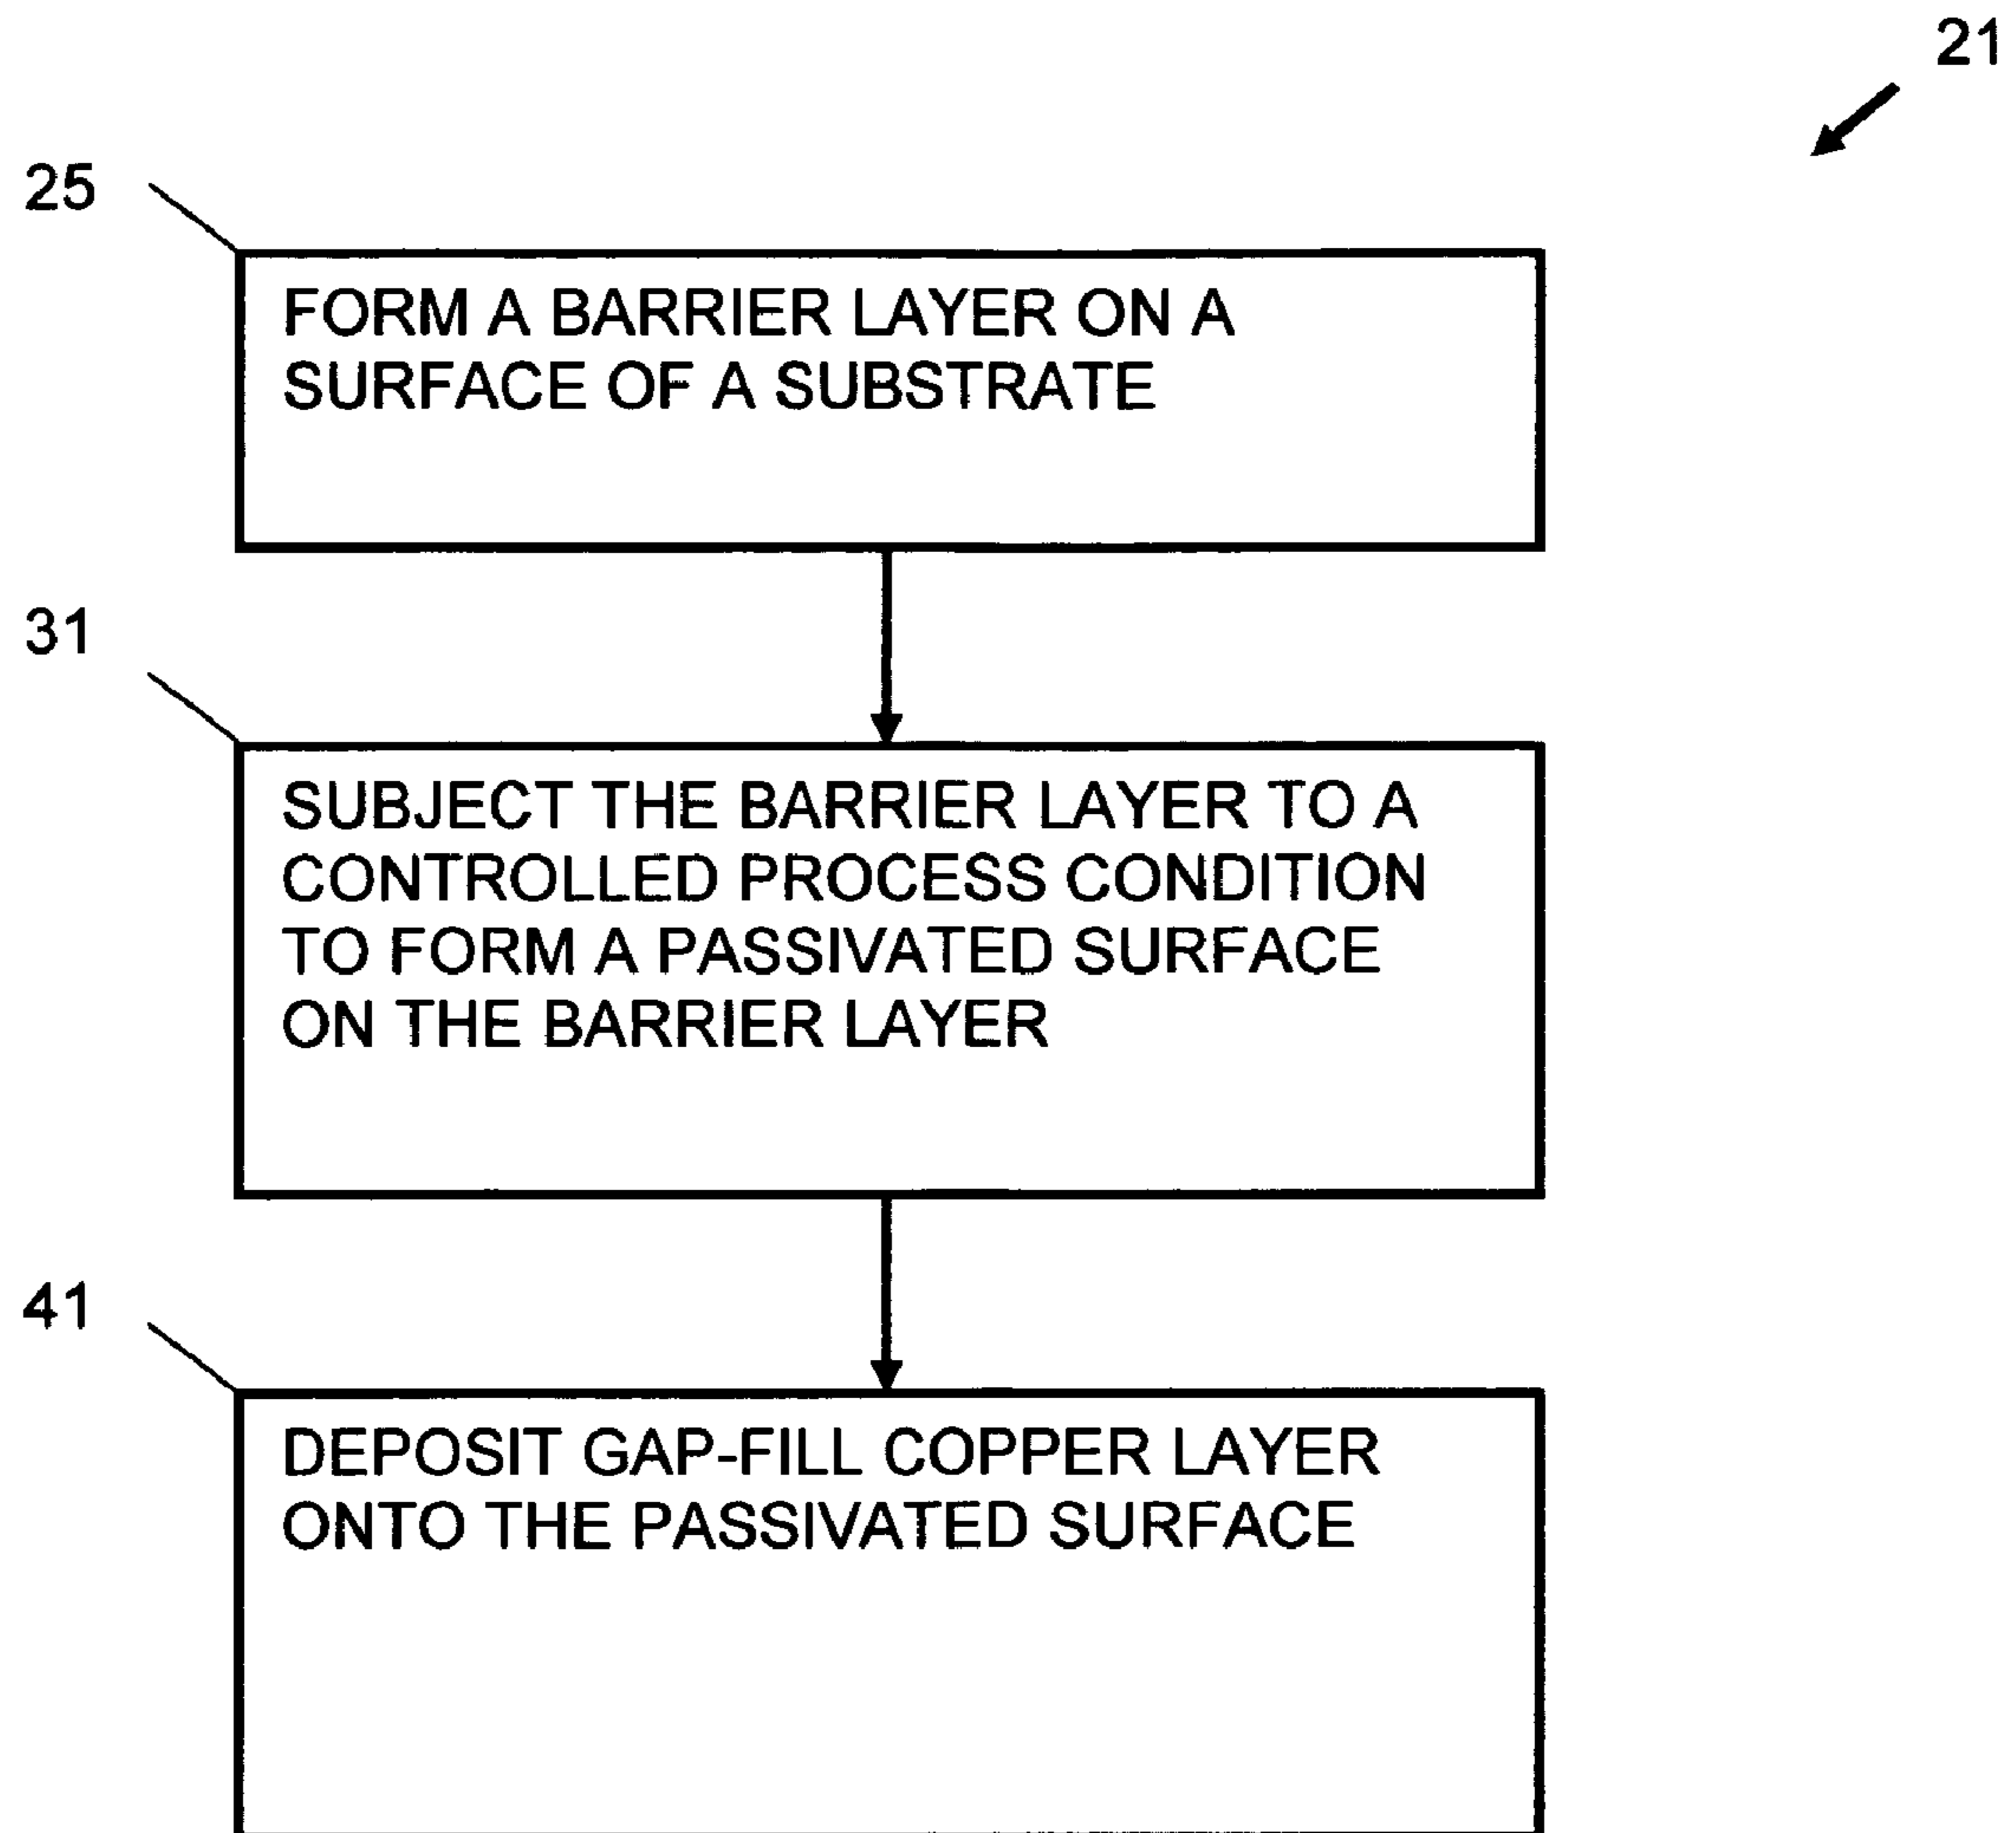 21
25
FORM A BARRIER LAYER ON A
SURFACE OF A SUBSTRATE
31
SUBJECT THE BARRIER LAYER TO A
CONTROLLED PROCESS CONDITION
TO FORM A PASSIVATED SURFACE
ON THE BARRIER LAYER
41
DEPOSIT GAP-FILL COPPER LAYER
ONTO THE PASSIVATED SURFACE